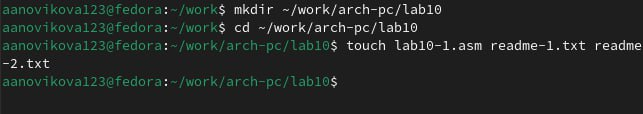 aanovikova123@fedora:~/work$ mkdir ~/work/arch-pc/lab10
aanovikova123@fedora:~/work$ cd ~/work/arch-pc/lab10
aanovikova123@fedora:~/work/arch-pc/lab10$ touch lab10-1.asm readme-1.txt readme
-2.txt
aanovikova123@fedora:~/work/arch-pc/lab10$